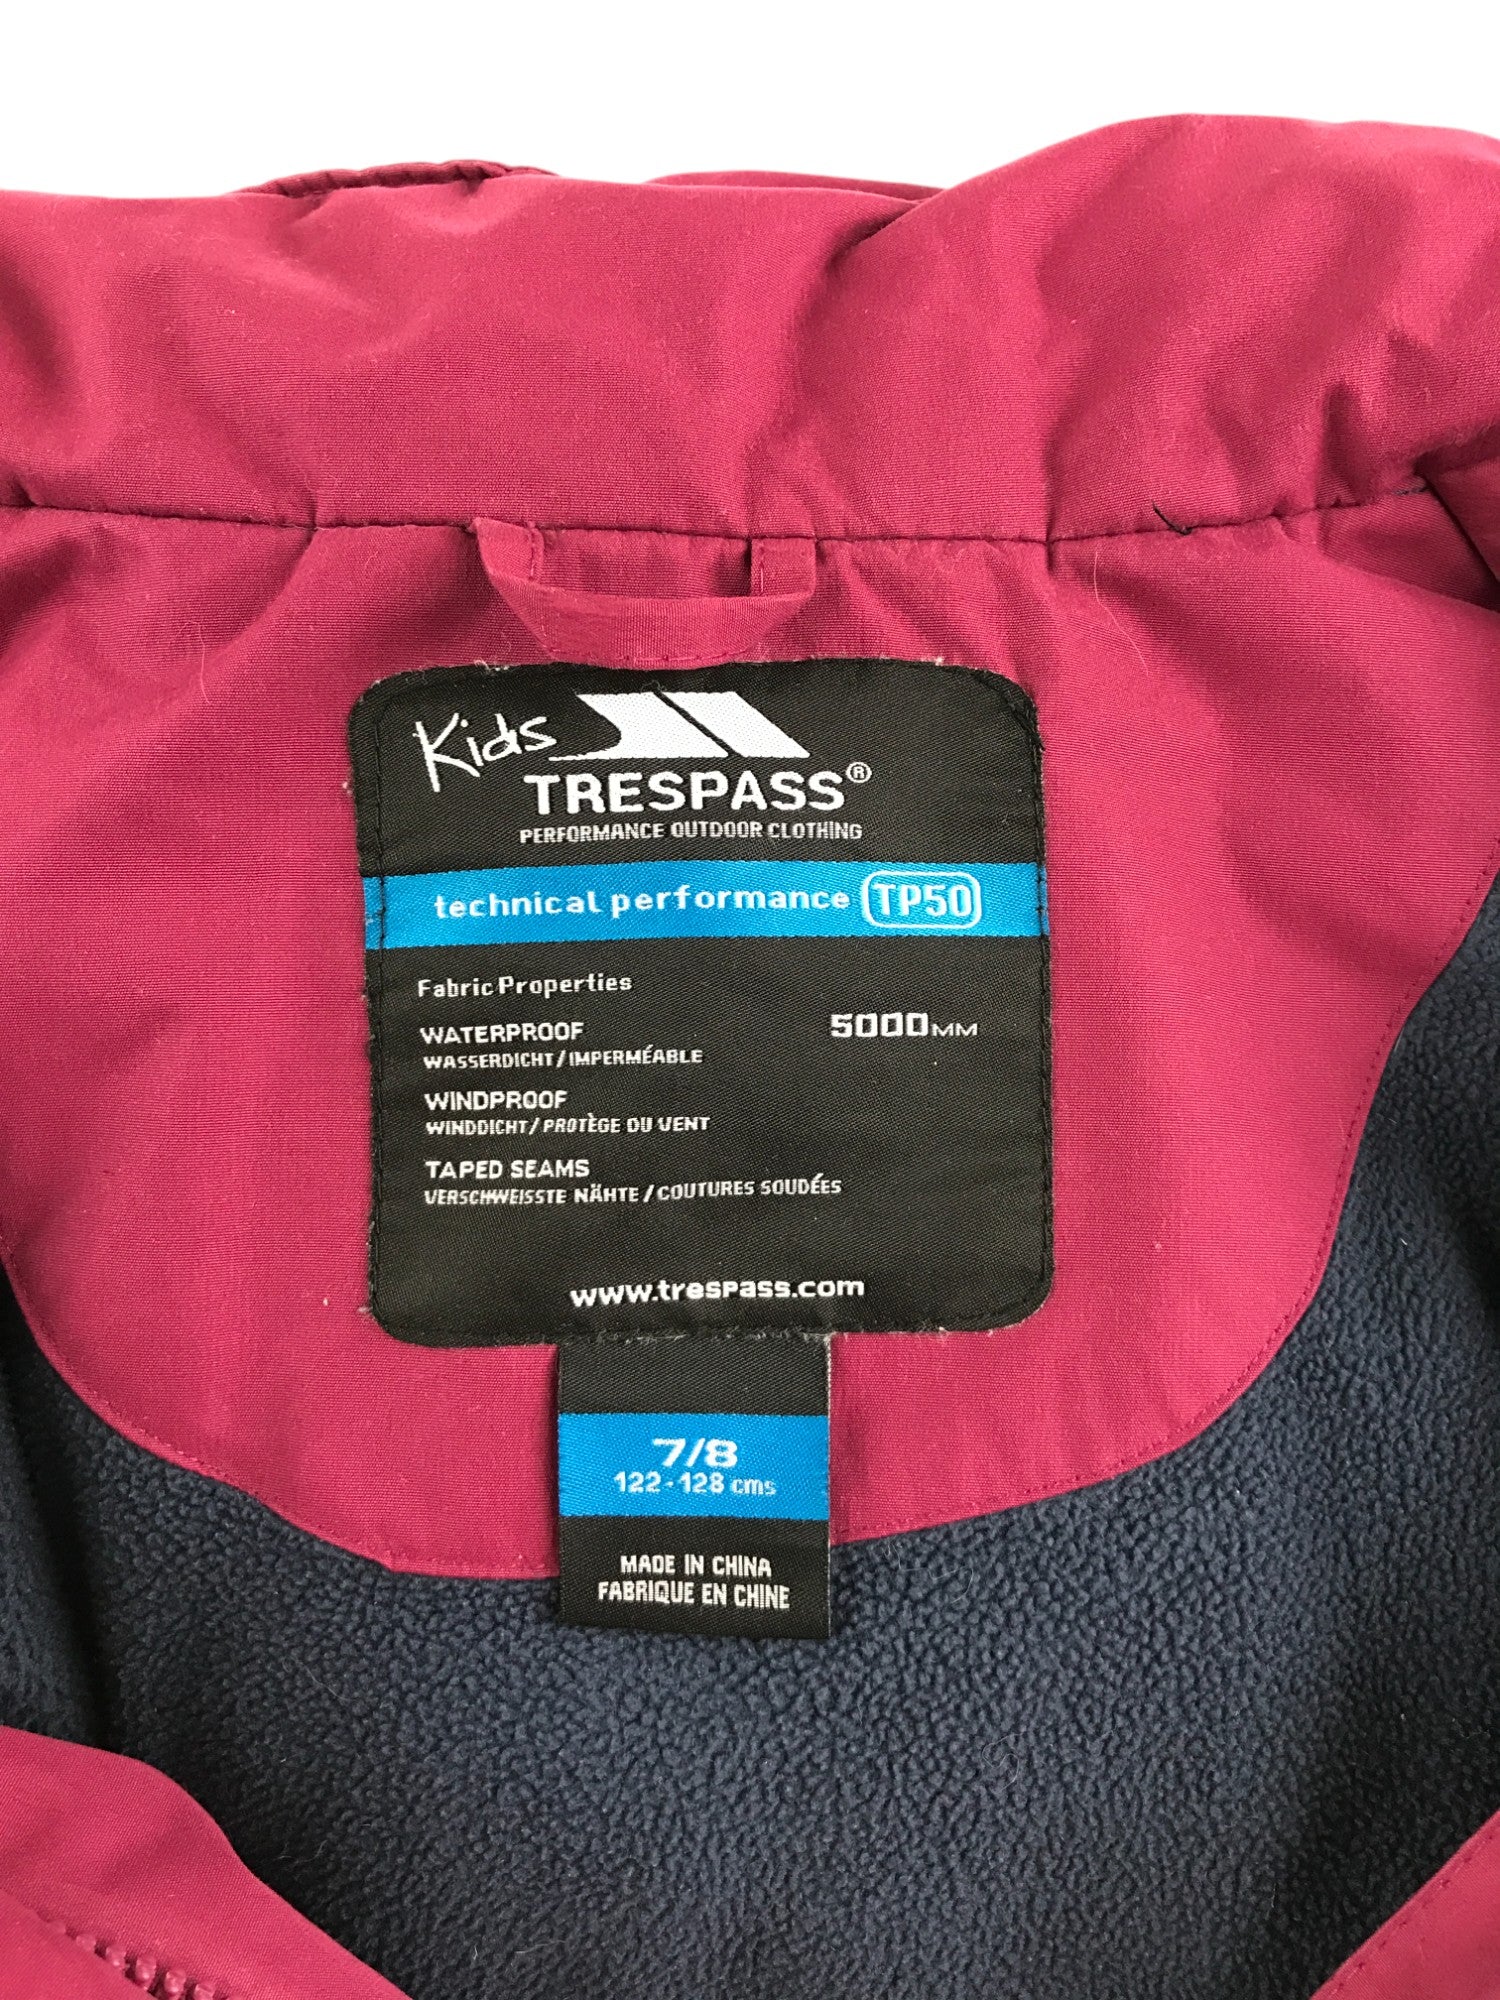 Kids
TRESPASS®
PERFORMANCE OUTDOOR CLOTHING
technical performance TP50
Fabric Properties
WATERPROOF 5000MM
WASSERDICHT/IMPERMÉABLE
WINDPROOF
WINDDICHT/PROTÈGE DU VENT
TAPED SEAMS
VERSCHWEISSTE NÄHTE/COUTURES SOUDÉES
www.trespass.com
7/8
122-128 cms
MADE IN CHINA
FABRIQUE EN CHINE